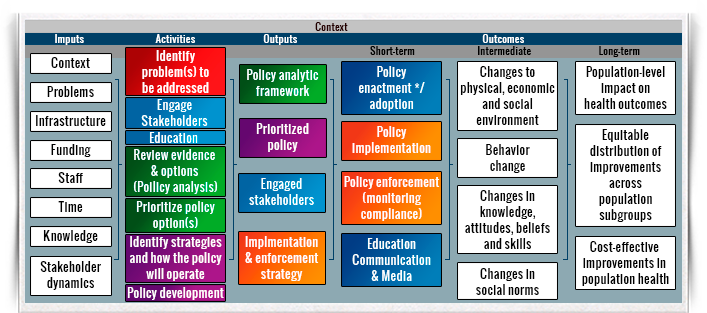 Context
Inputs
Activities
Outputs
Outcomes
Short-term
Intermediate
Long-term
Context
Problems
Infrastructure
Funding
Staff
Time
Knowledge
Stakeholder
dynamics
Identify
problem(s) to
be addressed
Engage
Stakeholders
Education
Review evidence
& options
(Policy analysis)
Prioritize policy
option(s)
Identify strategies
and how the policy
will operate
Policy development
Policy analytic
framework
Prioritized
policy
Engaged
stakeholders
Implmentation
& enforcement
strategy
Policy
enactment */
adoption
Policy
Implementation
Policy enforcement
(monitoring
compliance)
Education
Communication
& Media
Changes to
physical, economic
and social
environment
Behavior
change
Changes in
knowledge,
attitudes, beliefs
and skills
Changes in
social norms
Population-level
impact on
health outcomes
Equitable
distribution of
improvements
across
population
subgroups
Cost-effective
improvements in
population health